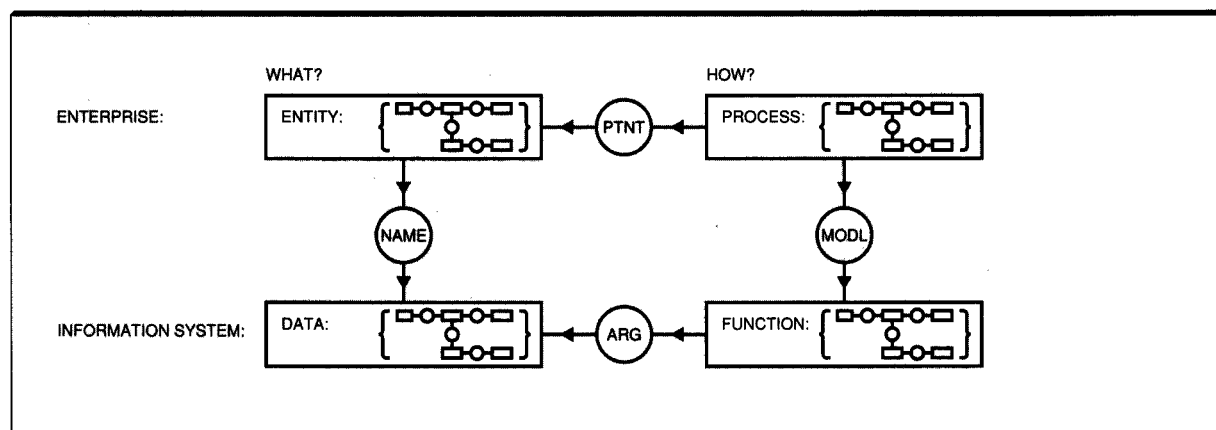 WHAT? HOW?
ENTERPRISE: ENTITY: PTNT PROCESS:
NAME MODL
INFORMATION SYSTEM: DATA: ARG FUNCTION: